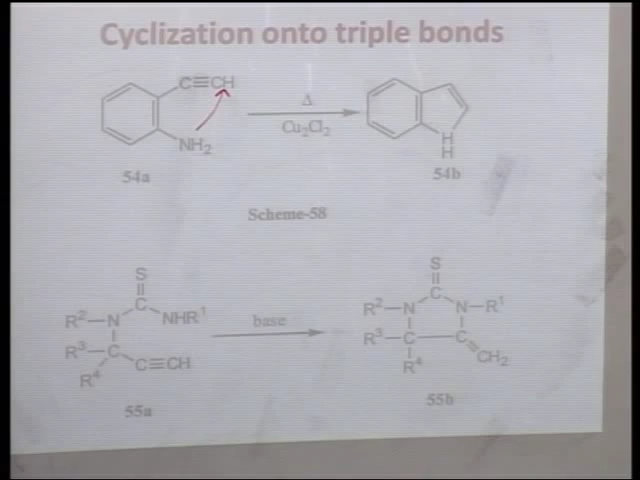 Cyclization onto triple bonds
C≡CH
NH₂
Δ
Cu₂Cl₂
H
H
54a
54b
Scheme-58
S
C
R²
N
NHR¹
R³
C
C≡CH
R⁴
base
S
C
R²
N
N
R¹
R³
C
C
CH₂
R⁴
55a
55b